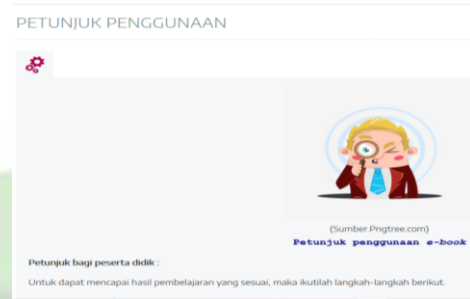 PETUNJUK PENGGUNAAN
(Sumber.Pngtree.com)
Petunjuk penggunaan e-book
Petunjuk bagi peserta didik :
Untuk dapat mencapai hasil pembelajaran yang sesuai, maka ikutilah langkah-langkah berikut.